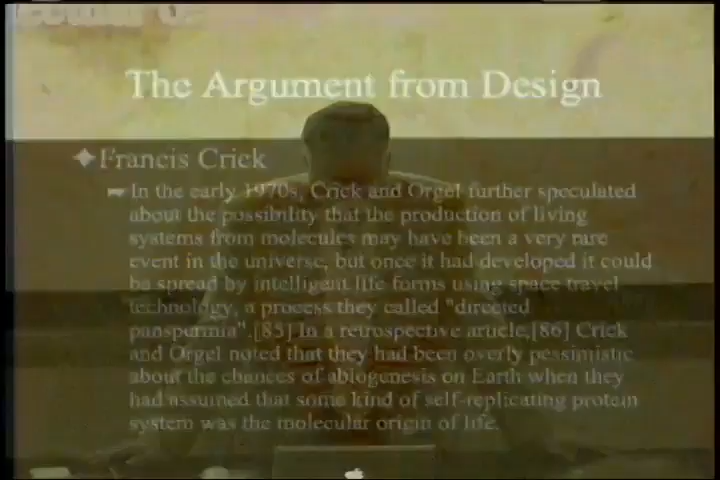 The Argument from Design
Francis Crick
In the early 1970s, Crick and Orgel further speculated
about the possibility that the production of living
systems from molecules may have been a very rare
event in the universe, but once it had developed it could
be spread by intelligent life forms using space travel
technology, a process they called "directed
panspermia".[85] In a retrospective article,[86] Crick
and Orgel noted that they had been overly pessimistic
about the chances of abiogenesis on Earth when they
had assumed that some kind of self-replicating protein
system was the molecular origin of life.